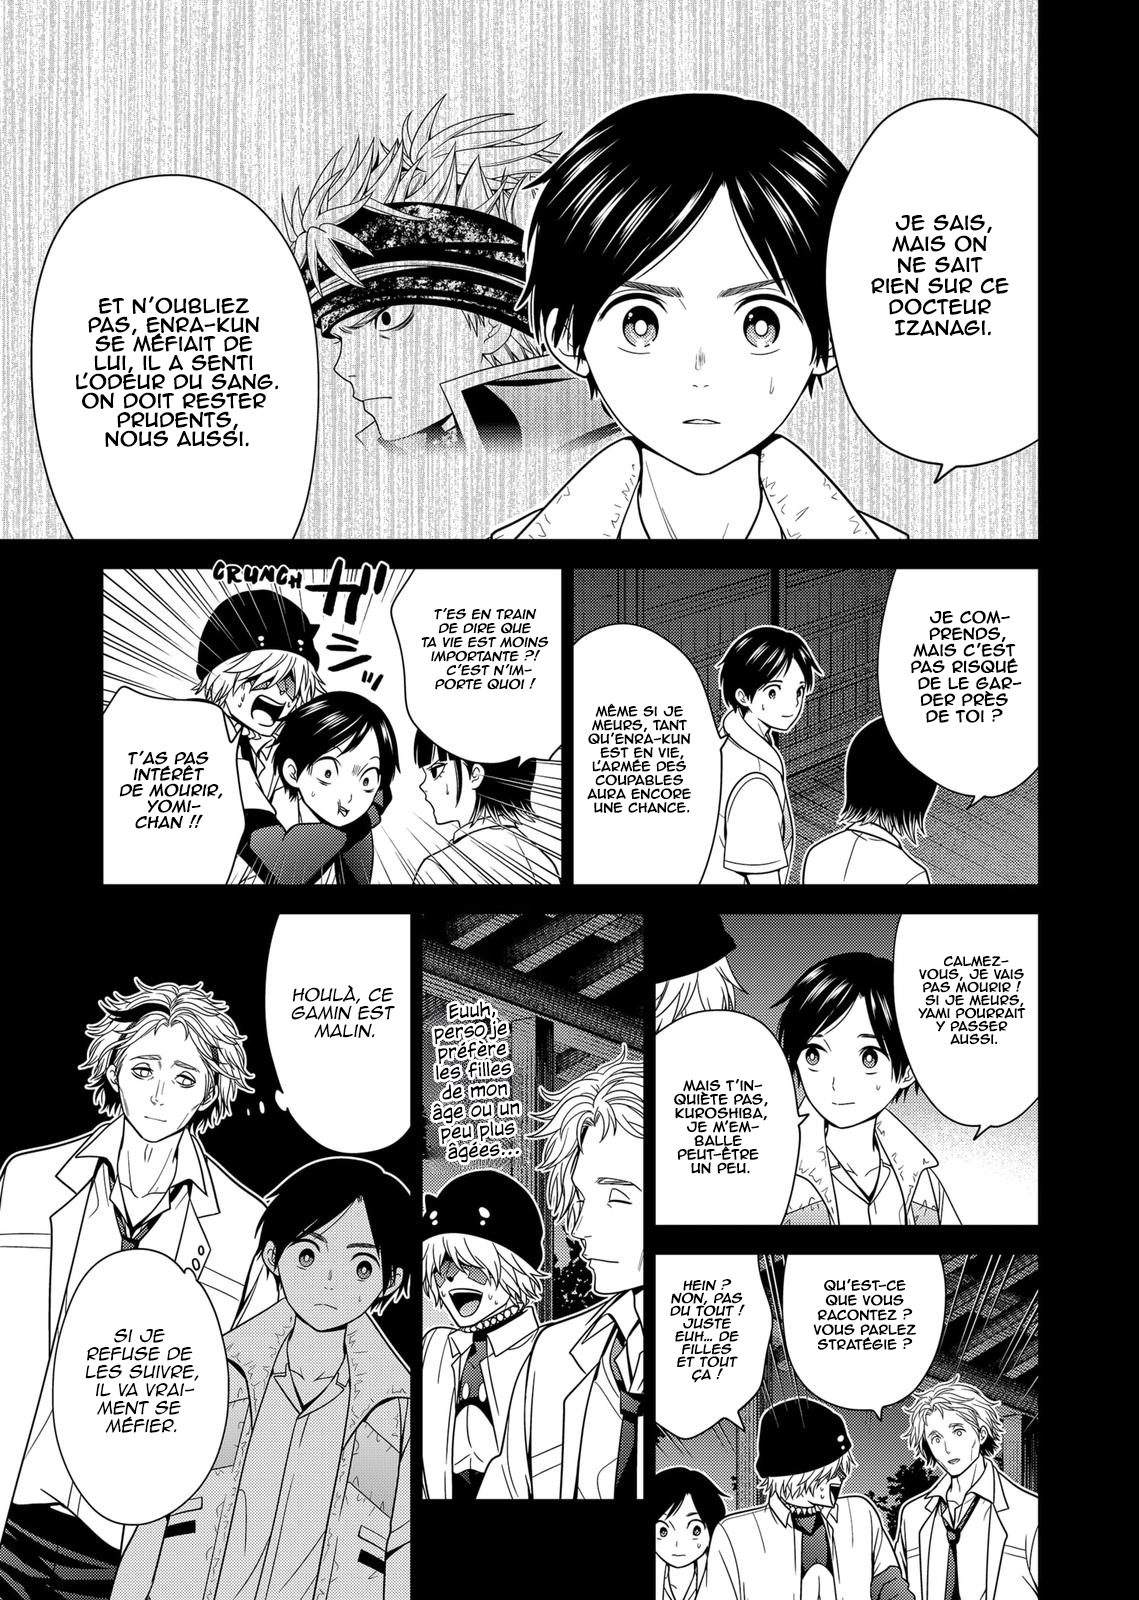 JE SAIS,
MAIS ON
NE SAIT
RIEN SUR CE
DOCTEUR
IZANAGI.
ET N'OUBLIEZ
PAS, ENRA-KUN
SE MÉFIAIT DE
LUI, IL A SENTI
L'ODEUR DU SANG.
ON DOIT RESTER
PRUDENTS,
NOUS AUSSI.
JE COM-
PRENDS,
MAIS C'EST
PAS RISQUÉ
DE LE GAR-
DER PRÈS
DE TOI ?
MÊME SI JE
MEURS, TANT
QU'ENRA-KUN
EST EN VIE,
L'ARMÉE DES
COUPABLES
AURA ENCORE
UNE CHANCE.
T'ES EN TRAIN
DE DIRE QUE
TA VIE EST MOINS
IMPORTANTE ?!
C'EST N'IM-
PORTE QUOI !
CRUNCH
ガシッ
T'AS PAS
INTÉRÊT
DE MOURIR,
YOMI-
CHAN !!
CALMEZ-
VOUS, JE VAIS
PAS MOURIR !
SI JE MEURS,
YAMI POURRAIT
Y PASSER
AUSSI.
MAIS T'IN-
QUIÈTE PAS,
KUROSHIBA,
JE M'EM-
BALLE
PEUT-ÊTRE
UN PEU.
QU'EST-CE
QUE VOUS
RACONTEZ ?
VOUS PARLEZ
STRATÉGIE ?
HEIN ?
NON, PAS
DU TOUT !
JUSTE
EUH... DE
FILLES
ET TOUT
ÇA !
Euuh,
perso je
préfère
les filles
de mon
âge ou un
peu plus
âgées...
HOULÀ, CE
GAMIN EST
MALIN.
SI JE
REFUSE DE
LES SUIVRE,
IL VA VRAI-
MENT SE
MÉFIER.